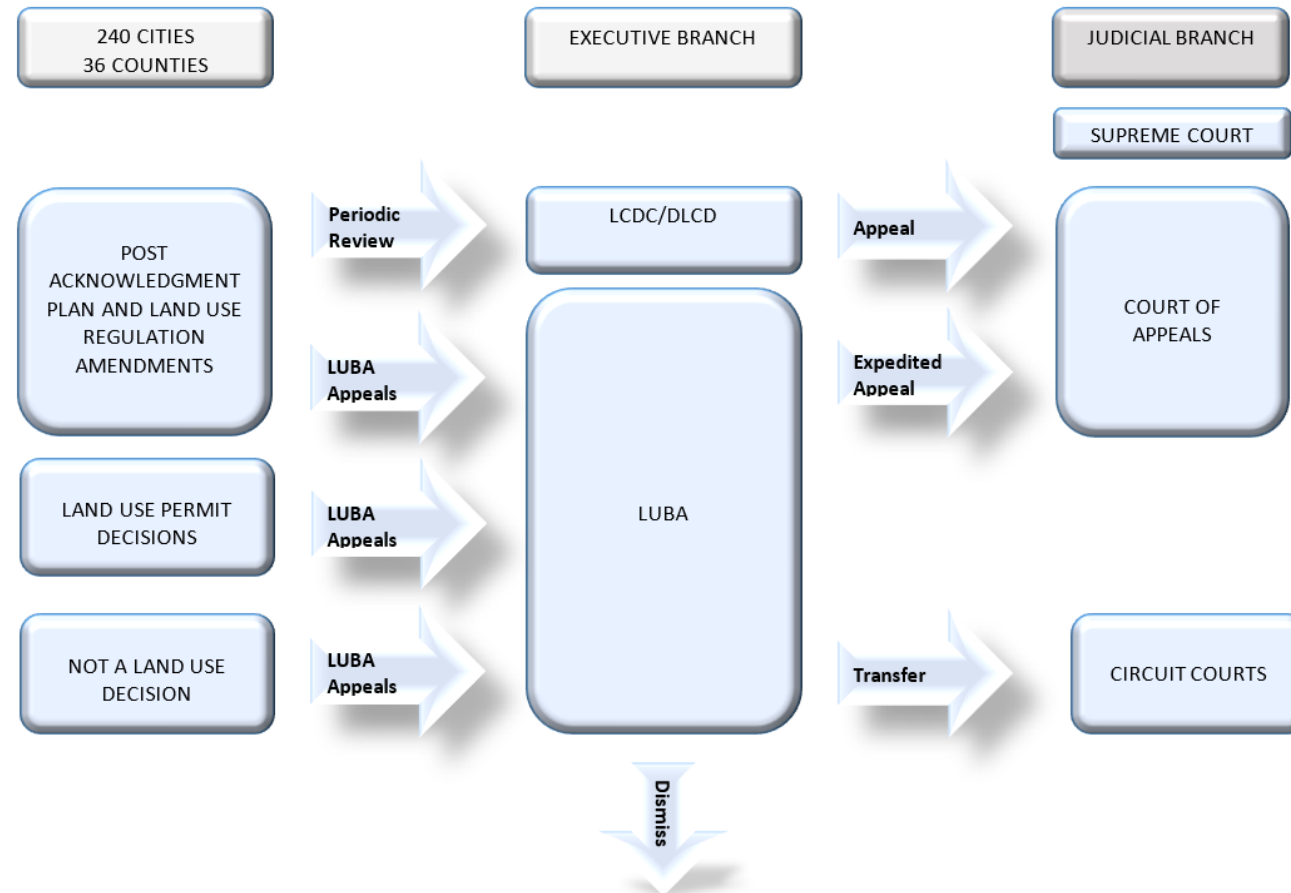 240 CITIES
36 COUNTIES
EXECUTIVE BRANCH
JUDICIAL BRANCH
SUPREME COURT
POST
ACKNOWLEDGMENT
PLAN AND LAND USE
REGULATION
AMENDMENTS
Periodic
Review
LCDC/DLCD
Appeal
COURT OF
APPEALS
LUBA
Appeals
Expedited
Appeal
LAND USE PERMIT
DECISIONS
LUBA
Appeals
LUBA
NOT A LAND USE
DECISION
LUBA
Appeals
Transfer
CIRCUIT COURTS
Dismiss